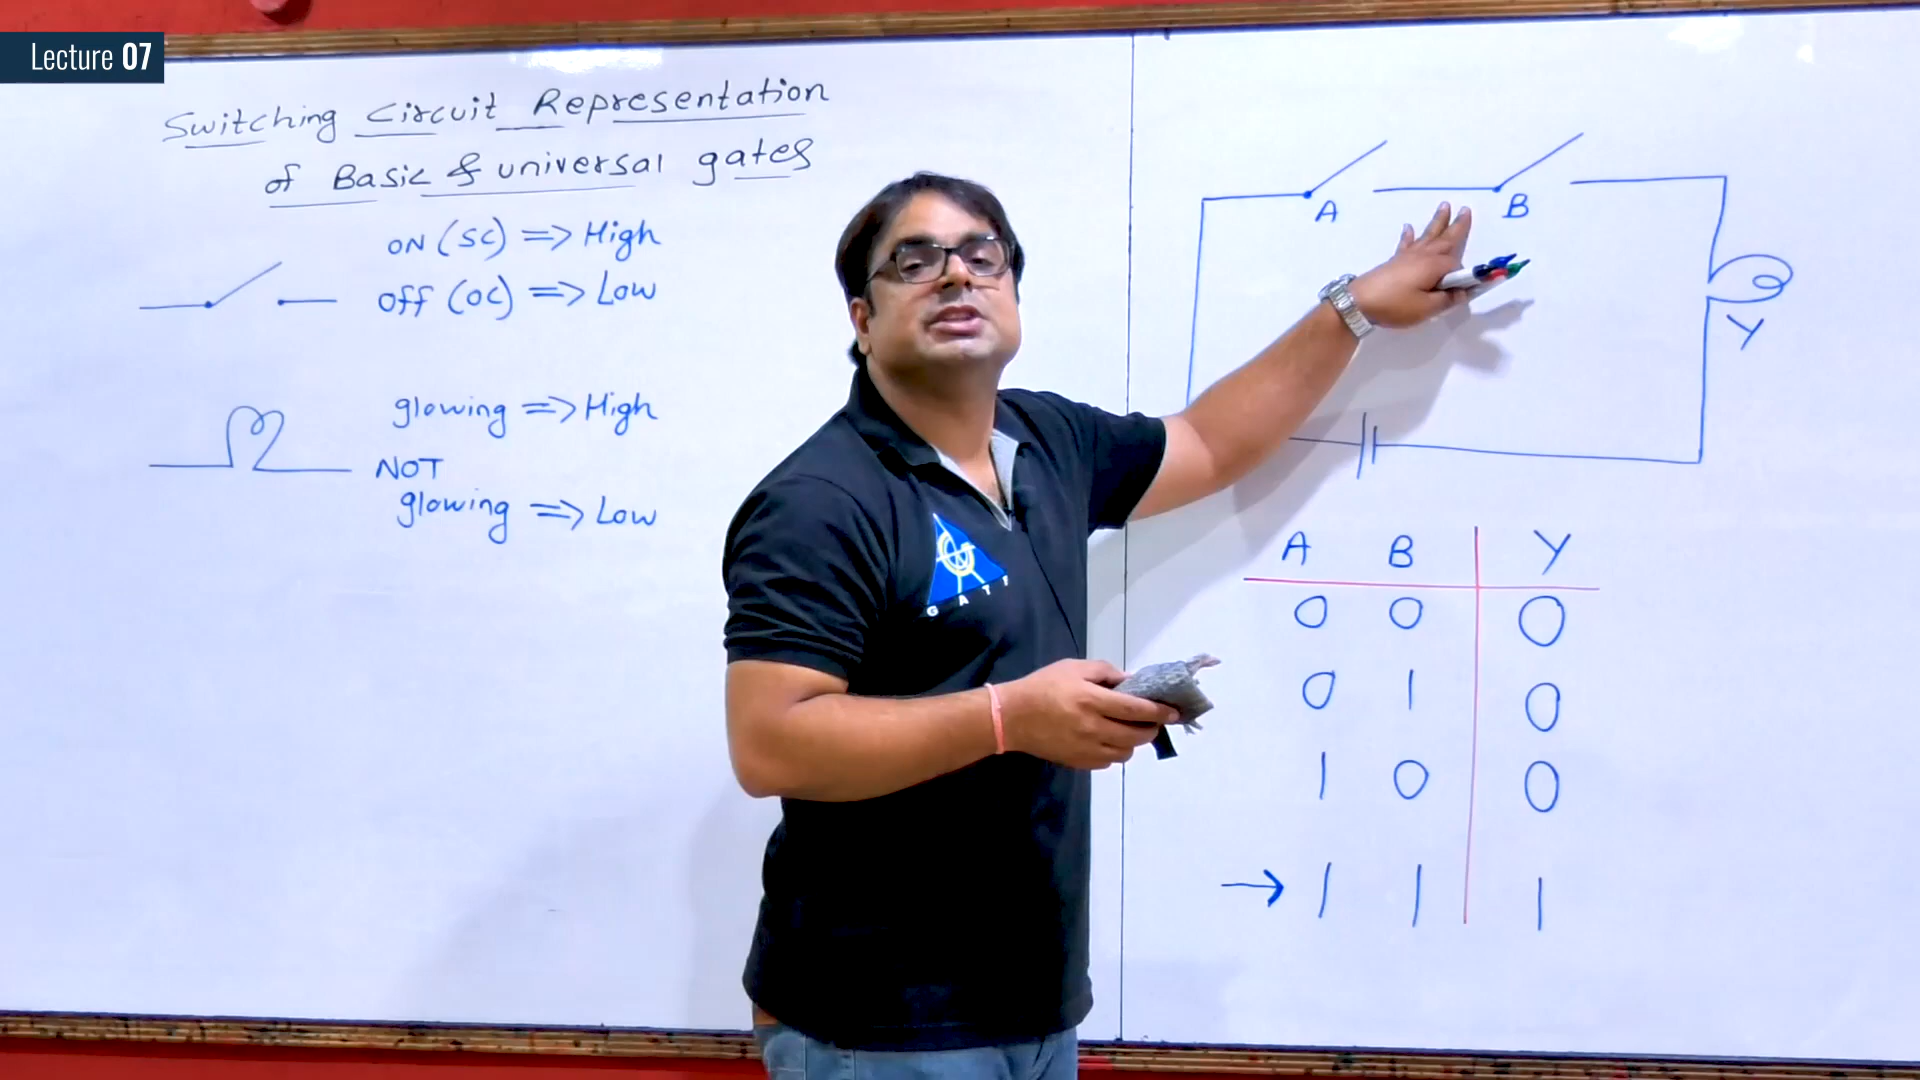 Lecture 07
Switching Circuit Representation
of Basic & universal gates
ON (SC) => High
Off (OC) => Low
glowing => High
NOT
glowing => Low
A B
Y
A B Y
0 0 0
0 1 0
1 0 0
→ 1 1 1
GATE